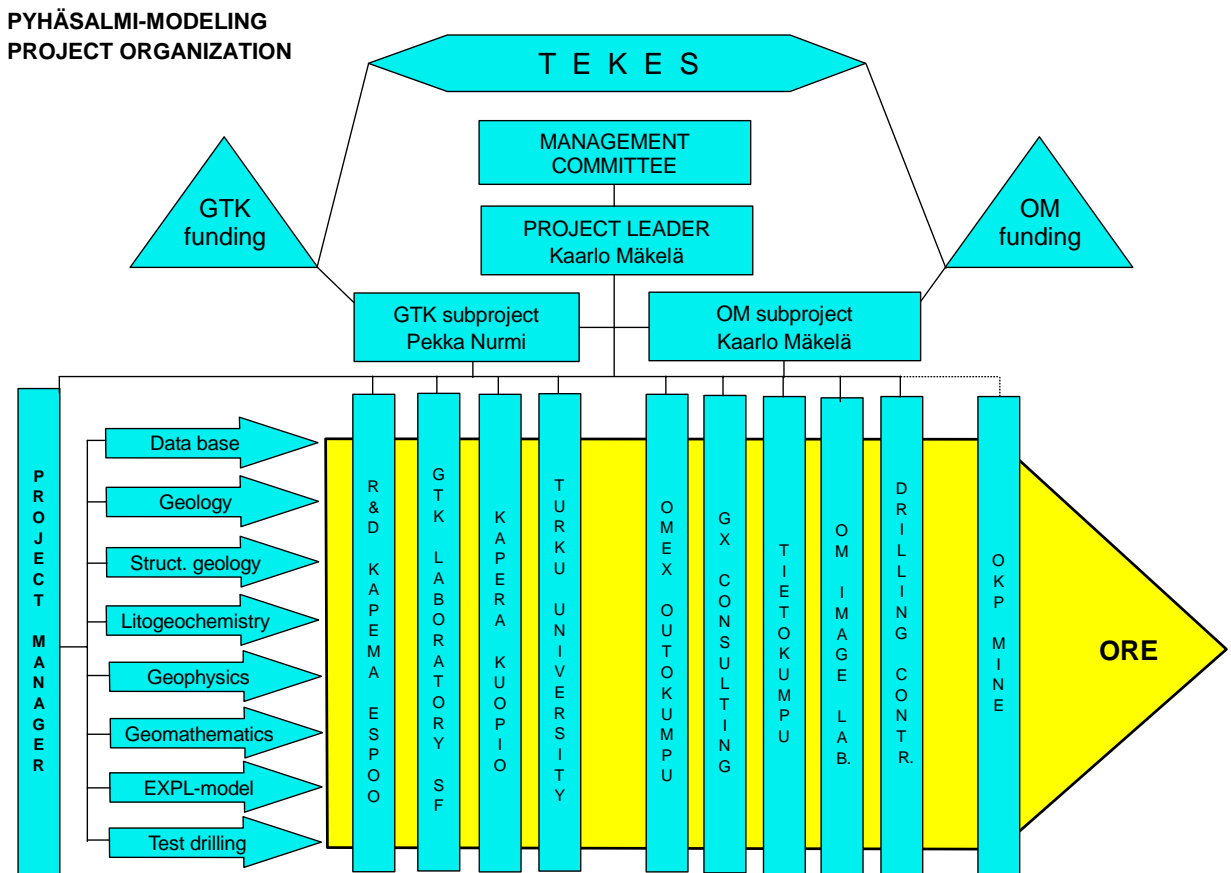 PYHÄSALMI-MODELING
PROJECT ORGANIZATION
T E K E S
MANAGEMENT
COMMITTEE
GTK
funding
OM
funding
PROJECT LEADER
Kaarlo Mäkelä
GTK subproject
Pekka Nurmi
OM subproject
Kaarlo Mäkelä
PROJECT MANAGER
Data base
Geology
Struct. geology
Litogeochemistry
Geophysics
Geomathematics
EXPL-model
Test drilling
R&D KAPEMA ESPOO
GTK LABORATORY SF
KAPERA KUOPIO
TURKU UNIVERSITY
OMEX OUTOKUMPU
GX CONSULTING
TIETOKUMPU
OM IMAGE LAB.
DRILLING CONTR.
OKP MINE
ORE